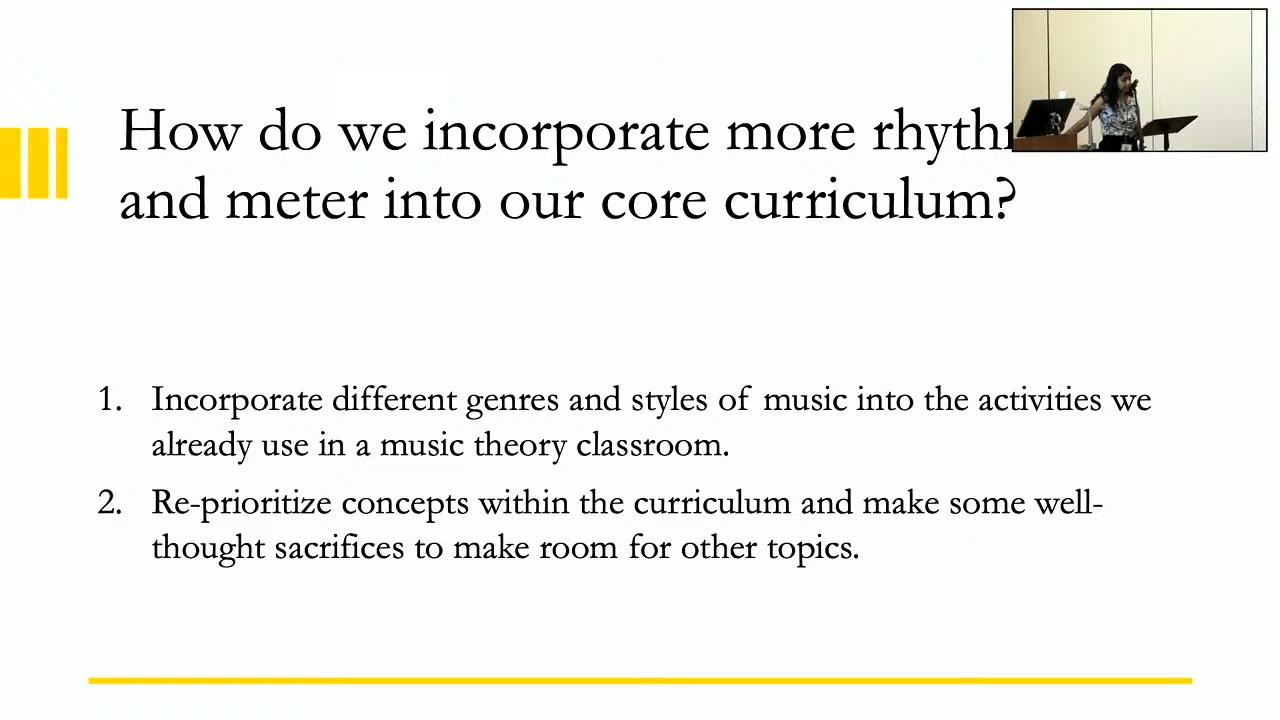 How do we incorporate more
and meter into our core curriculum?
1. Incorporate different genres and styles of music into the activities we
already use in a music theory classroom.
2. Re-prioritize concepts within the curriculum and make some well-
thought sacrifices to make room for other topics.